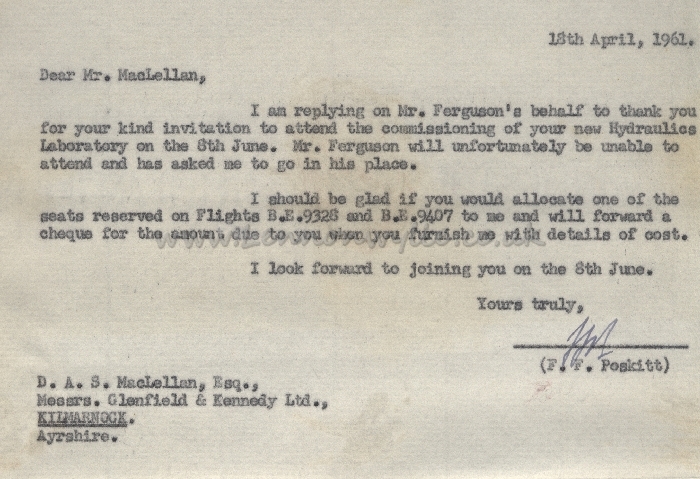 18th April, 1961.
Dear Mr. MacLellan,
I am replying on Mr. Ferguson's behalf to thank you
for your kind invitation to attend the commissioning of your new Hydraulics
Laboratory on the 8th June. Mr. Ferguson will unfortunately be unable to
attend and has asked me to go in his place.
I should be glad if you would allocate one of the
seats reserved on Flights B.E.9328 and B.E.9407 to me and will forward a
cheque for the amount due to you when you furnish me with details of cost.
I look forward to joining you on the 8th June.
Yours truly,
(F. F. Poskitt)
D. A. S. MacLellan, Esq.,
Messrs. Glenfield & Kennedy Ltd.,
KILMARNOCK.
Ayrshire.